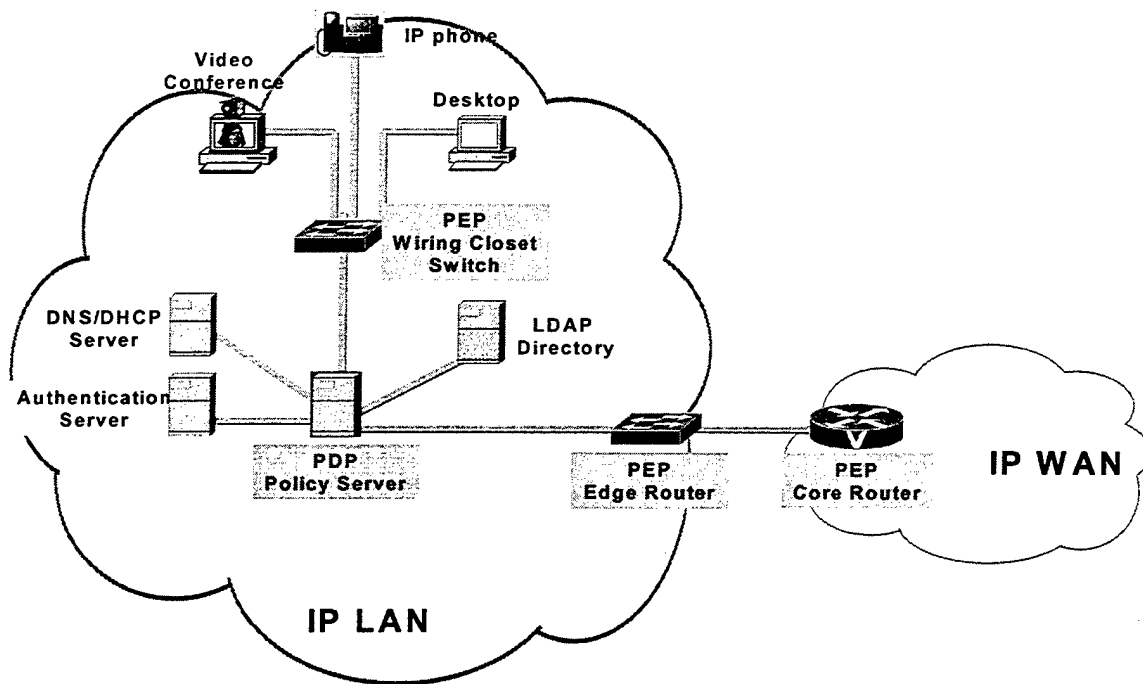 IP phone
Video
Conference
Desktop
PEP
Wiring Closet
Switch
DNS/DHCP
Server
LDAP
Directory
Authentication
Server
PDP
Policy Server
PEP
Edge Router
V
PEP
Core Router
IP WAN
IP LAN